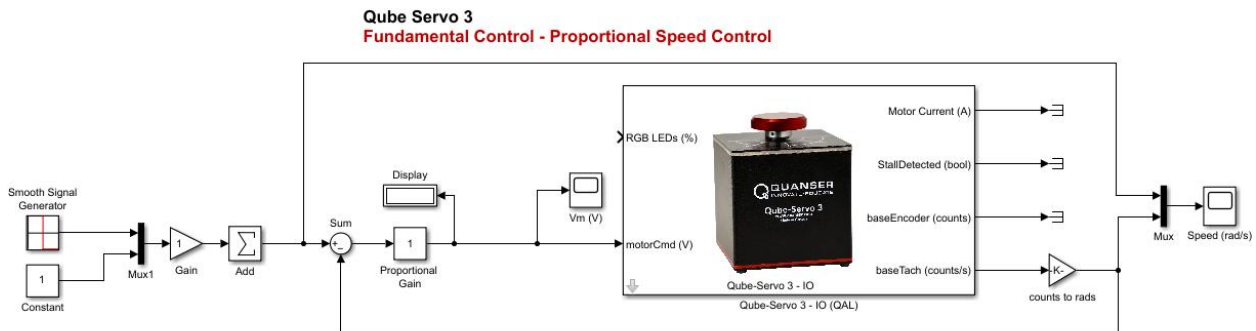 Qube Servo 3
Fundamental Control - Proportional Speed Control
Smooth Signal
Generator
1
Constant
Mux1
1
Gain
Add
Sum
+
-
Display
1
Proportional
Gain
Vm (V)
RGB LEDs (%)
motorCmd (V)
QUANSER
Qube-Servo 3
Motor Current (A)
StallDetected (bool)
baseEncoder (counts)
baseTach (counts/s)
Qube-Servo 3 - IO
Qube-Servo 3 - IO (QAL)
-K-
counts to rads
Mux
Speed (rad/s)